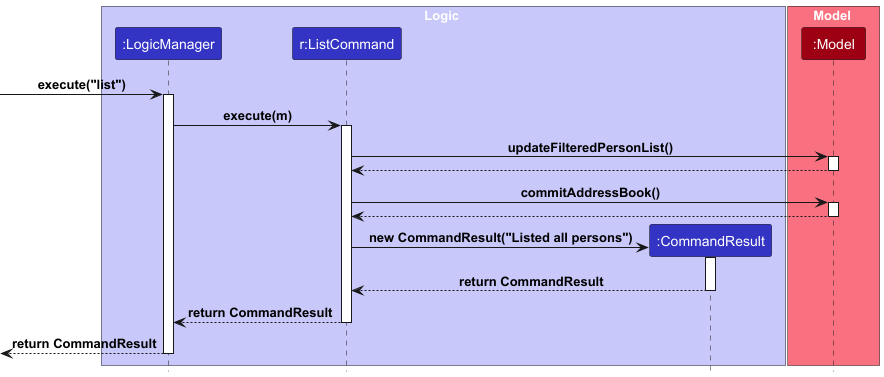 Logic
Model
:LogicManager
r:ListCommand
:Model
execute("list")
execute(m)
updateFilteredPersonList()
commitAddressBook()
new CommandResult("Listed all persons")
:CommandResult
return CommandResult
return CommandResult
return CommandResult